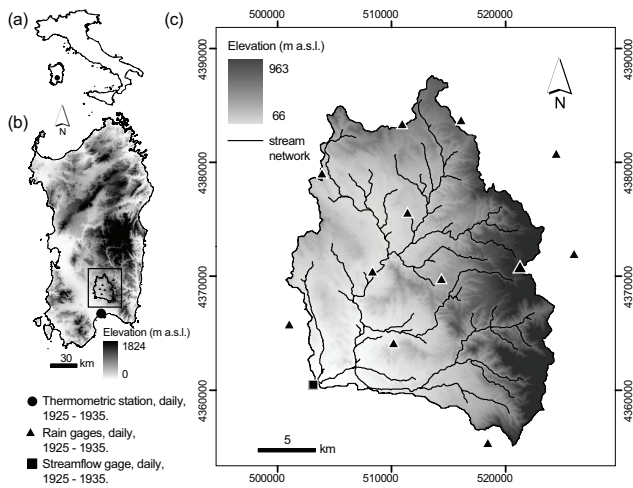 (a)
(b)
N
Elevation (m a.s.l.)
1824
0
30
km
Thermometric station, daily,
1925 - 1935.
Rain gages, daily,
1925 - 1935.
Streamflow gage, daily,
1925 - 1935.
(c)
500000 510000 520000
Elevation (m a.s.l.)
963
66
stream
network
N
4390000
4380000
4370000
4360000
4390000
4380000
4370000
4360000
5
km
500000 510000 520000